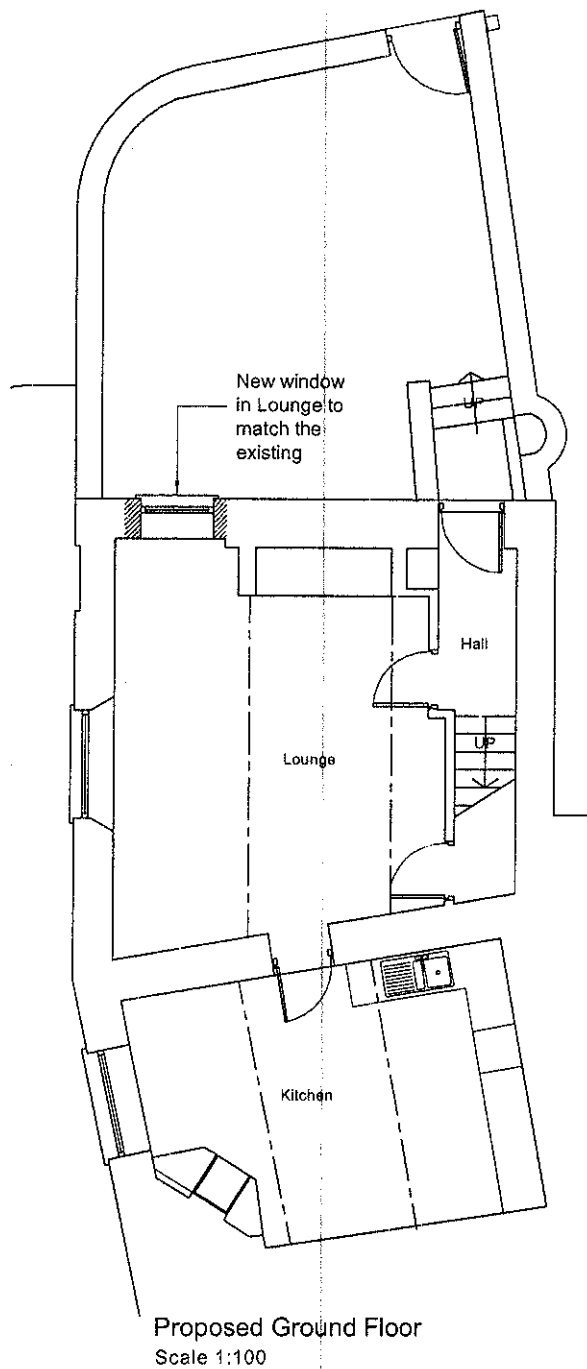 New window
in Lounge to
match the
existing
UP
Hall
UP
Lounge
Kitchen
Proposed Ground Floor
Scale 1:100